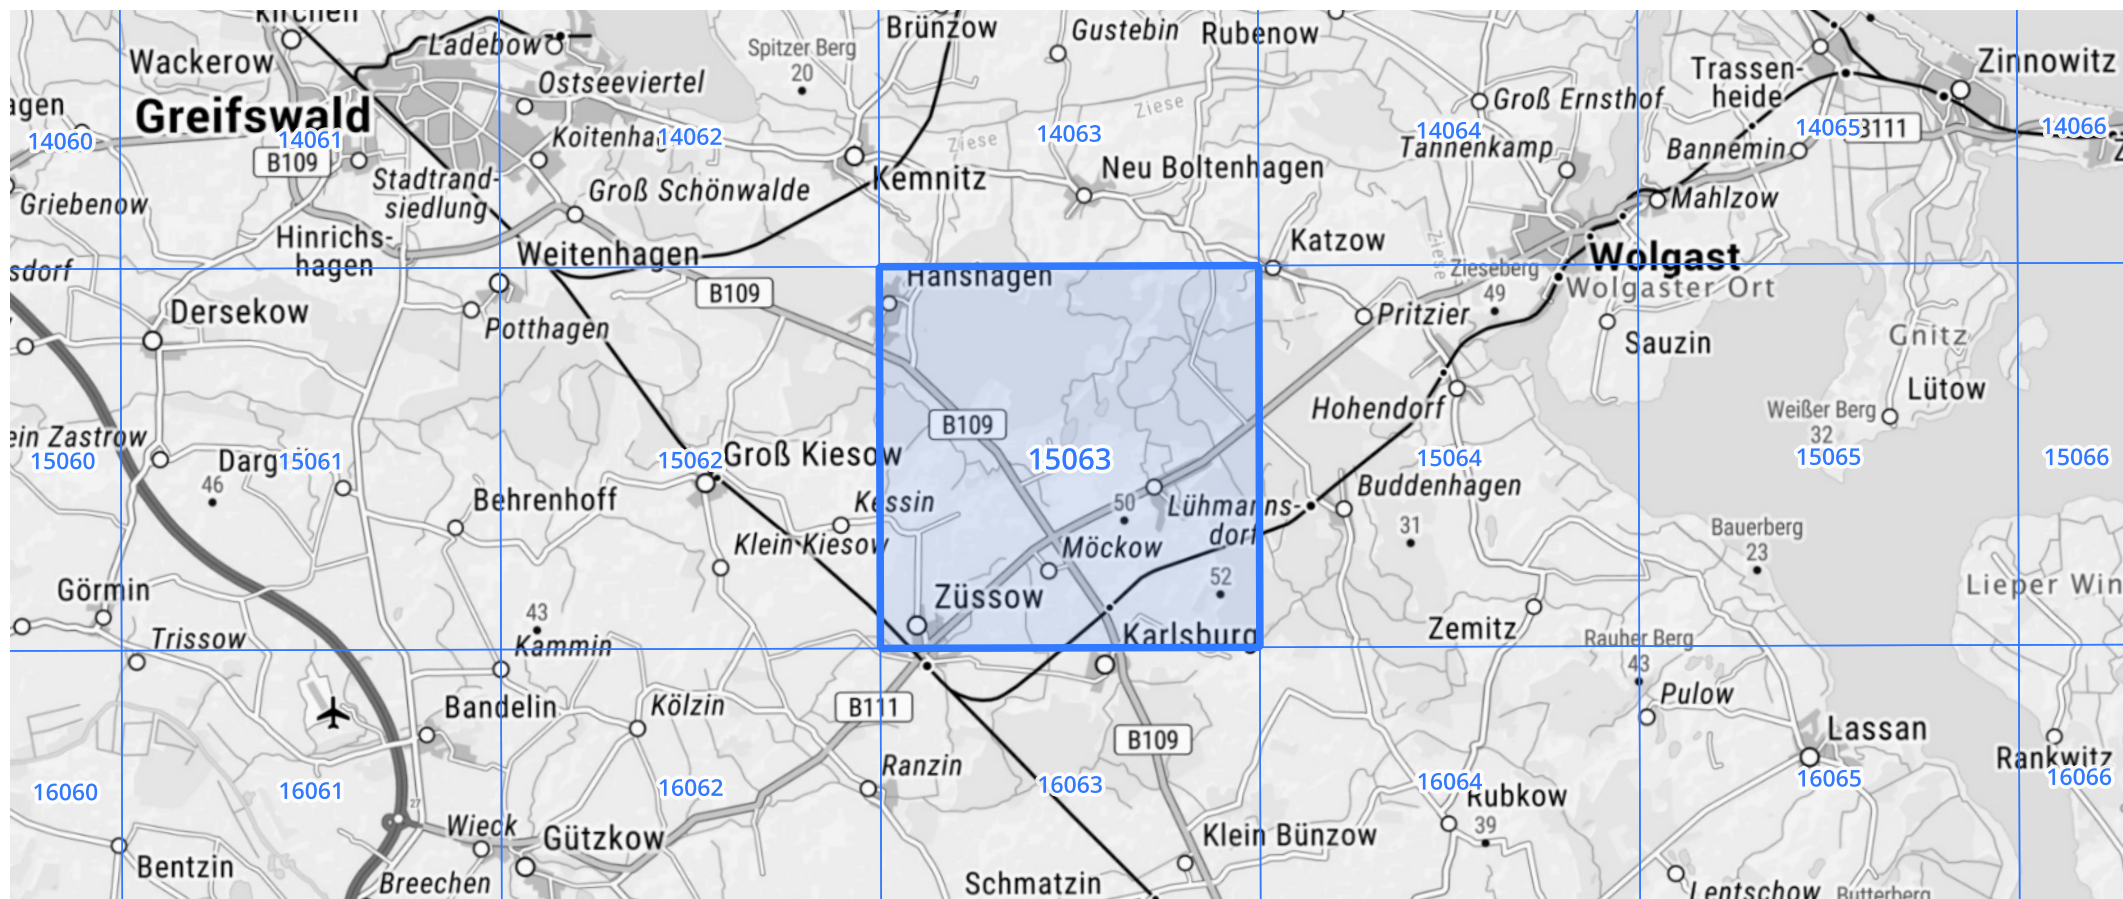 Kirchen
Brünzow
Gustebin
Rubenow
Wackerow
Ladebow
Spitzer Berg
20
Trassen-
heide
Zinnowitz
Ostseeviertel
Greifswald
Ziese
Groß Ernsthof
agen
14060
14061
Koitenha
14062
14063
14064
14065
B111
14066
B109
Ziese
Tannenkamp
Bannemin
Stadtrand-
siedlung
Groß Schönwalde
Kemnitz
Neu Boltenhagen
Mahlzow
Griebenow
Hinrichs-
hagen
Weitenhagen
Katzow
Ziese
Wolgast
sdorf
Hanshagen
Zieseberg
49
Wolgaster Ort
B109
Dersekow
Potthagen
Pritzier
Sauzin
Gnitz
Lütow
Hohendorf
Weißer Berg
32
B109
ein Zastrow
15060
Darg
15061
15062
Groß Kiesow
15063
15064
15065
15066
46
Behrenhoff
Kessin
50
Lühmanns-
dorf
Buddenhagen
31
Bauerberg
23
Klein Kiesow
Möckow
52
Görmin
Züssow
Lieper Win
43
Kammin
Trissow
Karlsburg
Zemitz
Rauher Berg
43
Bandelin
Kölzin
B111
B109
Pulow
Lassan
Rankwitz
Ranzin
16060
16061
16062
16063
16064
16065
16066
27
Rubkow
39
Wieck
Gützkow
Klein Bünzow
Bentzin
Breechen
Schmatzin
Lentschow
Butterberg